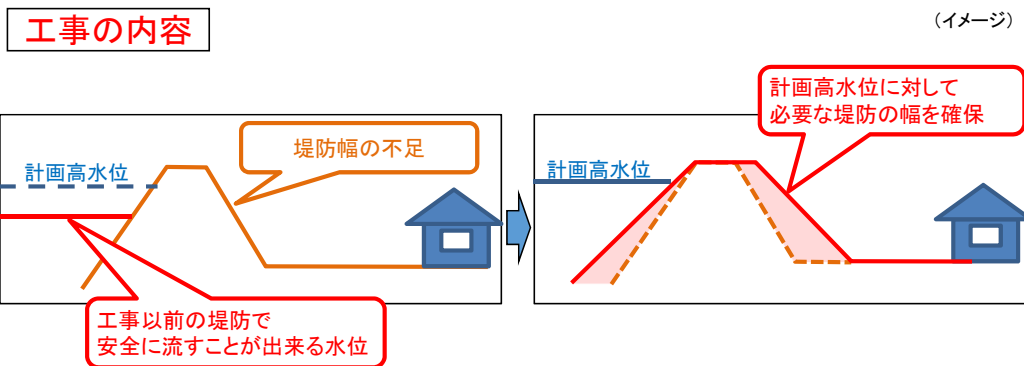 工事の内容
（イメージ）
計画高水位
堤防幅の不足
工事以前の堤防で
安全に流すことが出来る水位
計画高水位に対して
必要な堤防の幅を確保
計画高水位